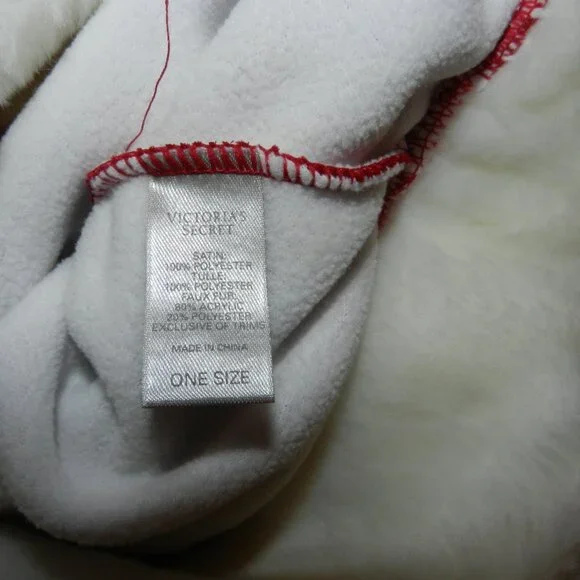 VICTORIA'S
SECRET
SATIN:
100% POLYESTER
TULLE:
100% POLYESTER
FAUX FUR:
80% ACRYLIC
20% POLYESTER
EXCLUSIVE OF TRIMS
MADE IN CHINA
ONE SIZE